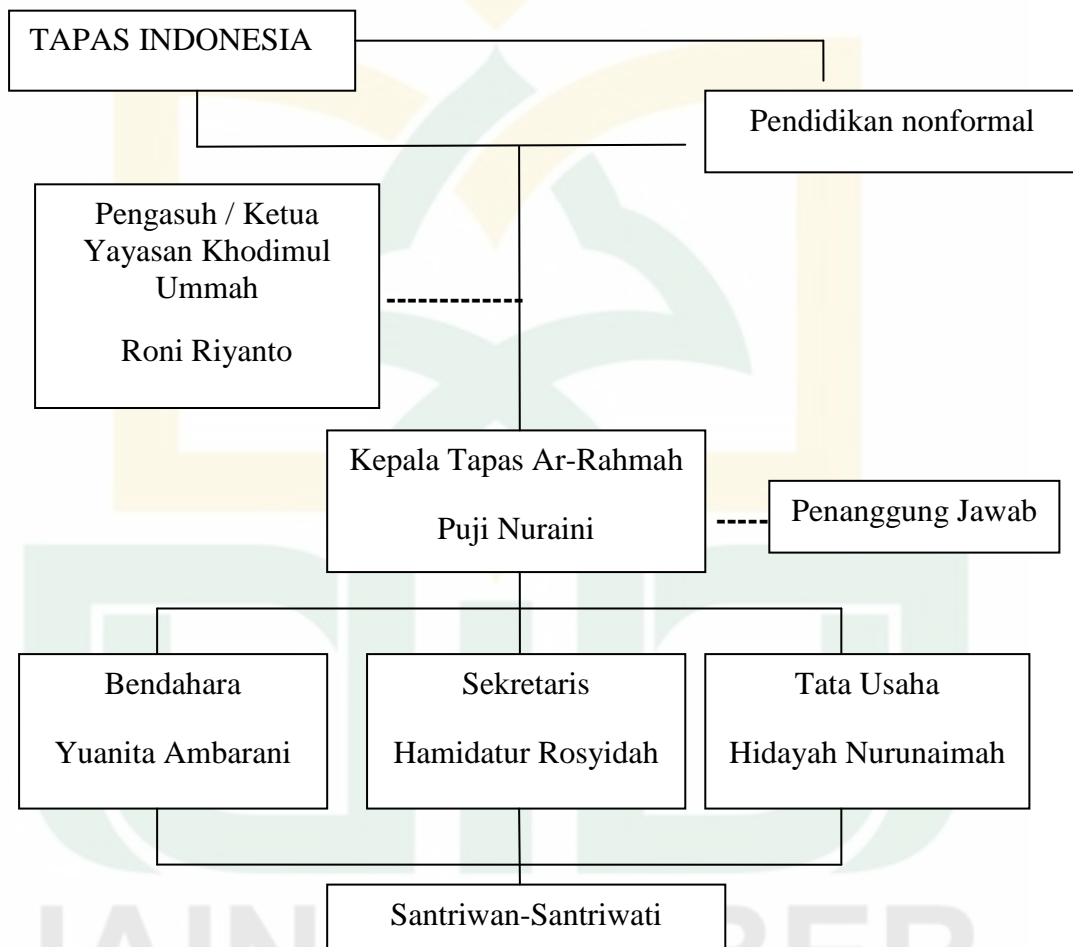 TAPAS INDONESIA
Pendidikan nonformal
Pengasuh / Ketua
Yayasan Khodimul
Ummah
Roni Riyanto
Kepala Tapas Ar-Rahmah
Puji Nuraini
Penanggung Jawab
Bendahara
Yuanita Ambarani
Sekretaris
Hamidatur Rosyidah
Tata Usaha
Hidayah Nurunaimah
Santriwan-Santriwati